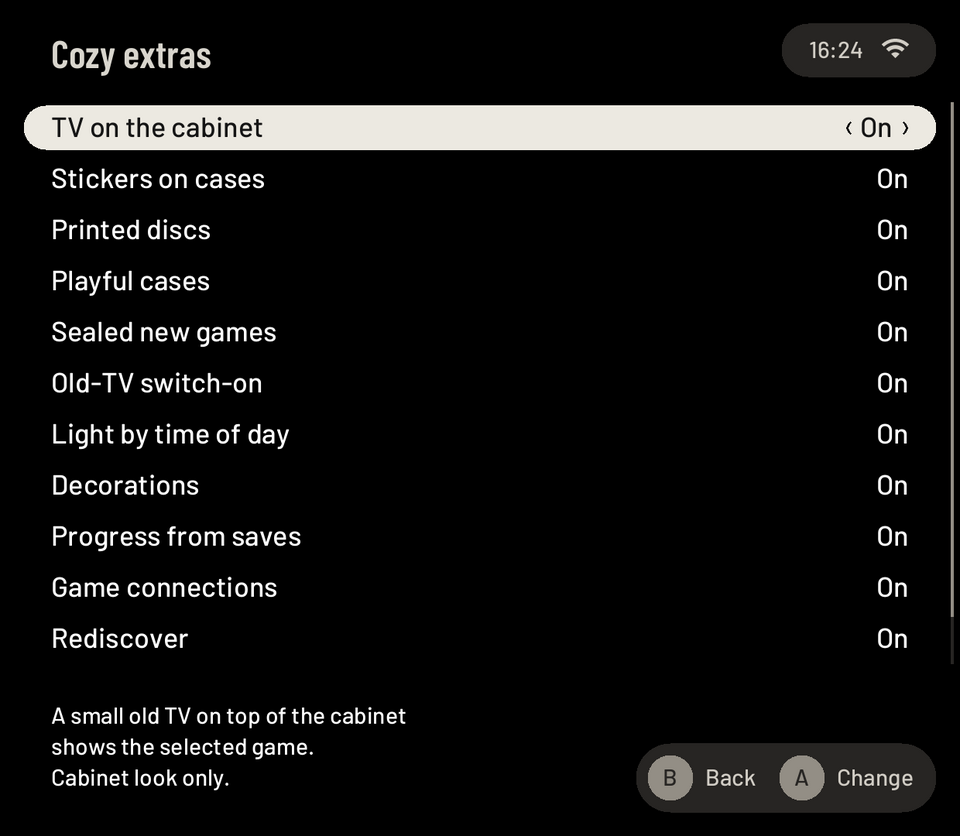 Cozy extras
16:24
TV on the cabinet ‹ On ›
Stickers on cases On
Printed discs On
Playful cases On
Sealed new games On
Old-TV switch-on On
Light by time of day On
Decorations On
Progress from saves On
Game connections On
Rediscover On
A small old TV on top of the cabinet
shows the selected game.
Cabinet look only.
B Back A Change